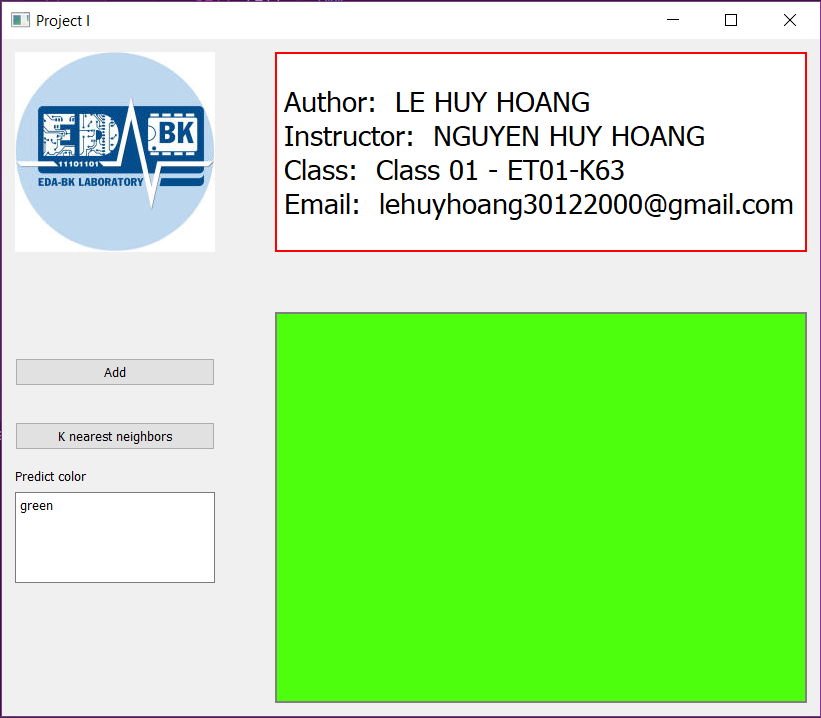 Project I
EDA BK
11101101
EDA-BK LABORATORY
Author: LE HUY HOANG
Instructor: NGUYEN HUY HOANG
Class: Class 01 - ET01-K63
Email: lehuyhoang30122000@gmail.com
Add
K nearest neighbors
Predict color
green